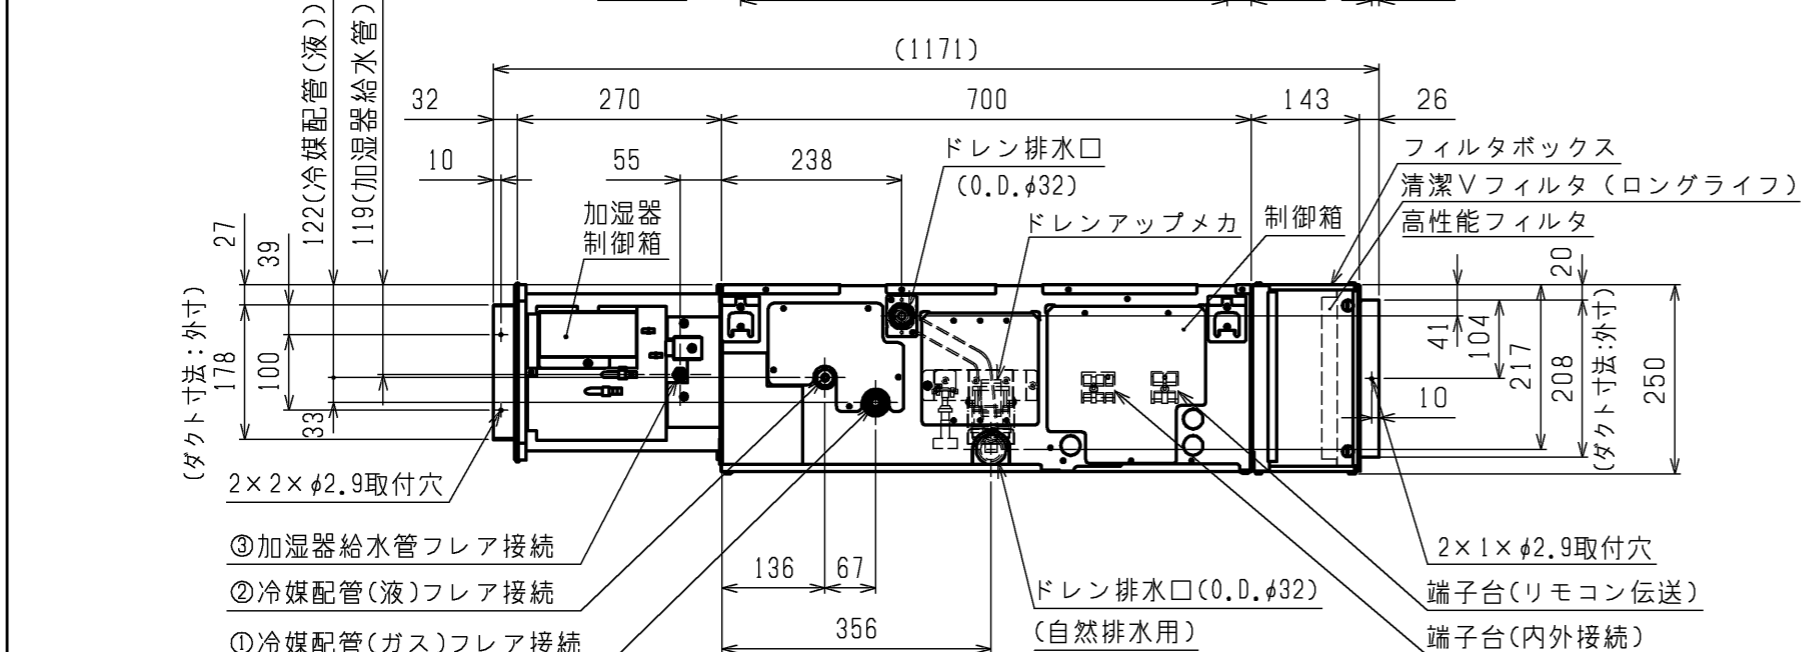 122(冷媒配管(液))
119(加湿器給水管)
(1171)
32
270
700
143
26
10
55
238
ドレン排水口
(O.D.φ32)
フィルタボックス
清潔Vフィルタ(ロングライフ)
高性能フィルタ
ドレンアップメカ
制御箱
加湿器
制御箱
27
39
20
(ダクト寸法:外寸)
178
100
33
41
104
217
208
(ダクト寸法:外寸)
250
10
2×2×φ2.9取付穴
③加湿器給水管フレア接続
②冷媒配管(液)フレア接続
①冷媒配管(ガス)フレア接続
136
67
356
ドレン排水口(O.D.φ32)
(自然排水用)
2×1×φ2.9取付穴
端子台(リモコン伝送)
端子台(内外接続)